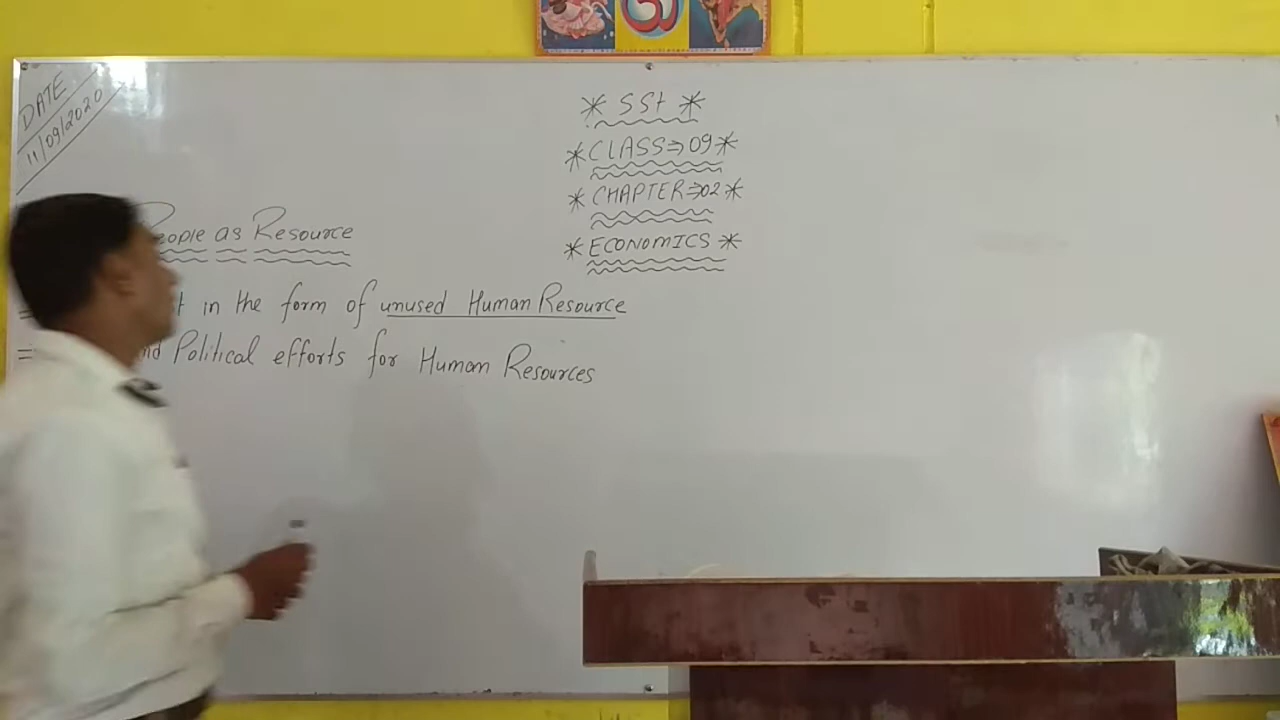 DATE
11/09/2020
* SSt *
* CLASS⇒09 *
* CHAPTER⇒02 *
* ECONOMICS *
People as Resource
in the form of unused Human Resource
Political efforts for Human Resources
ॐ